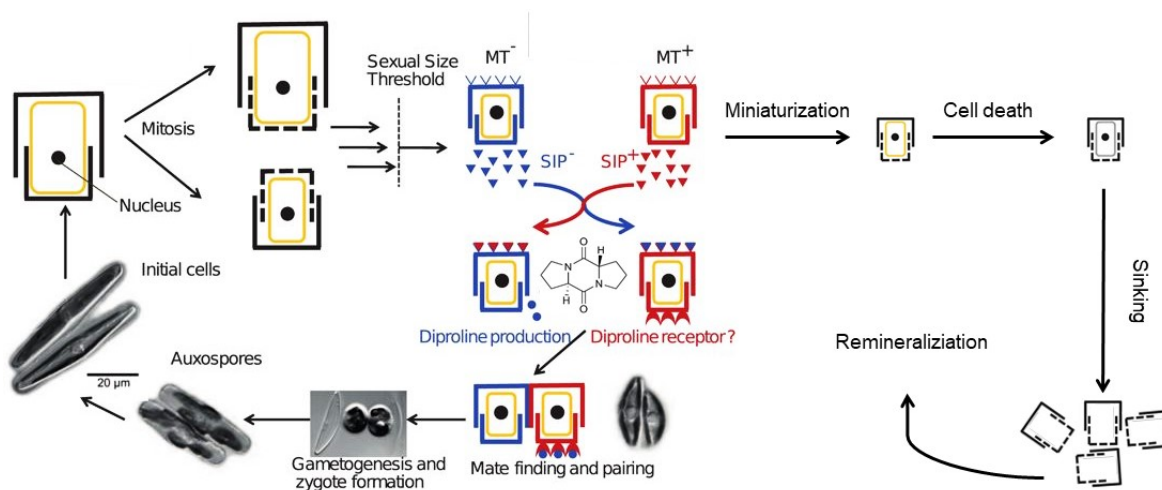 Sexual Size
Threshold
MT-
MT+
Miniaturization
Cell death
Mitosis
SIP-
SIP+
Nucleus
Initial cells
O
H
N
N
H
O
Sinking
Diproline production
Diproline receptor?
Remineraliziation
Auxospores
20 µm
Gametogenesis and
zygote formation
Mate finding and pairing